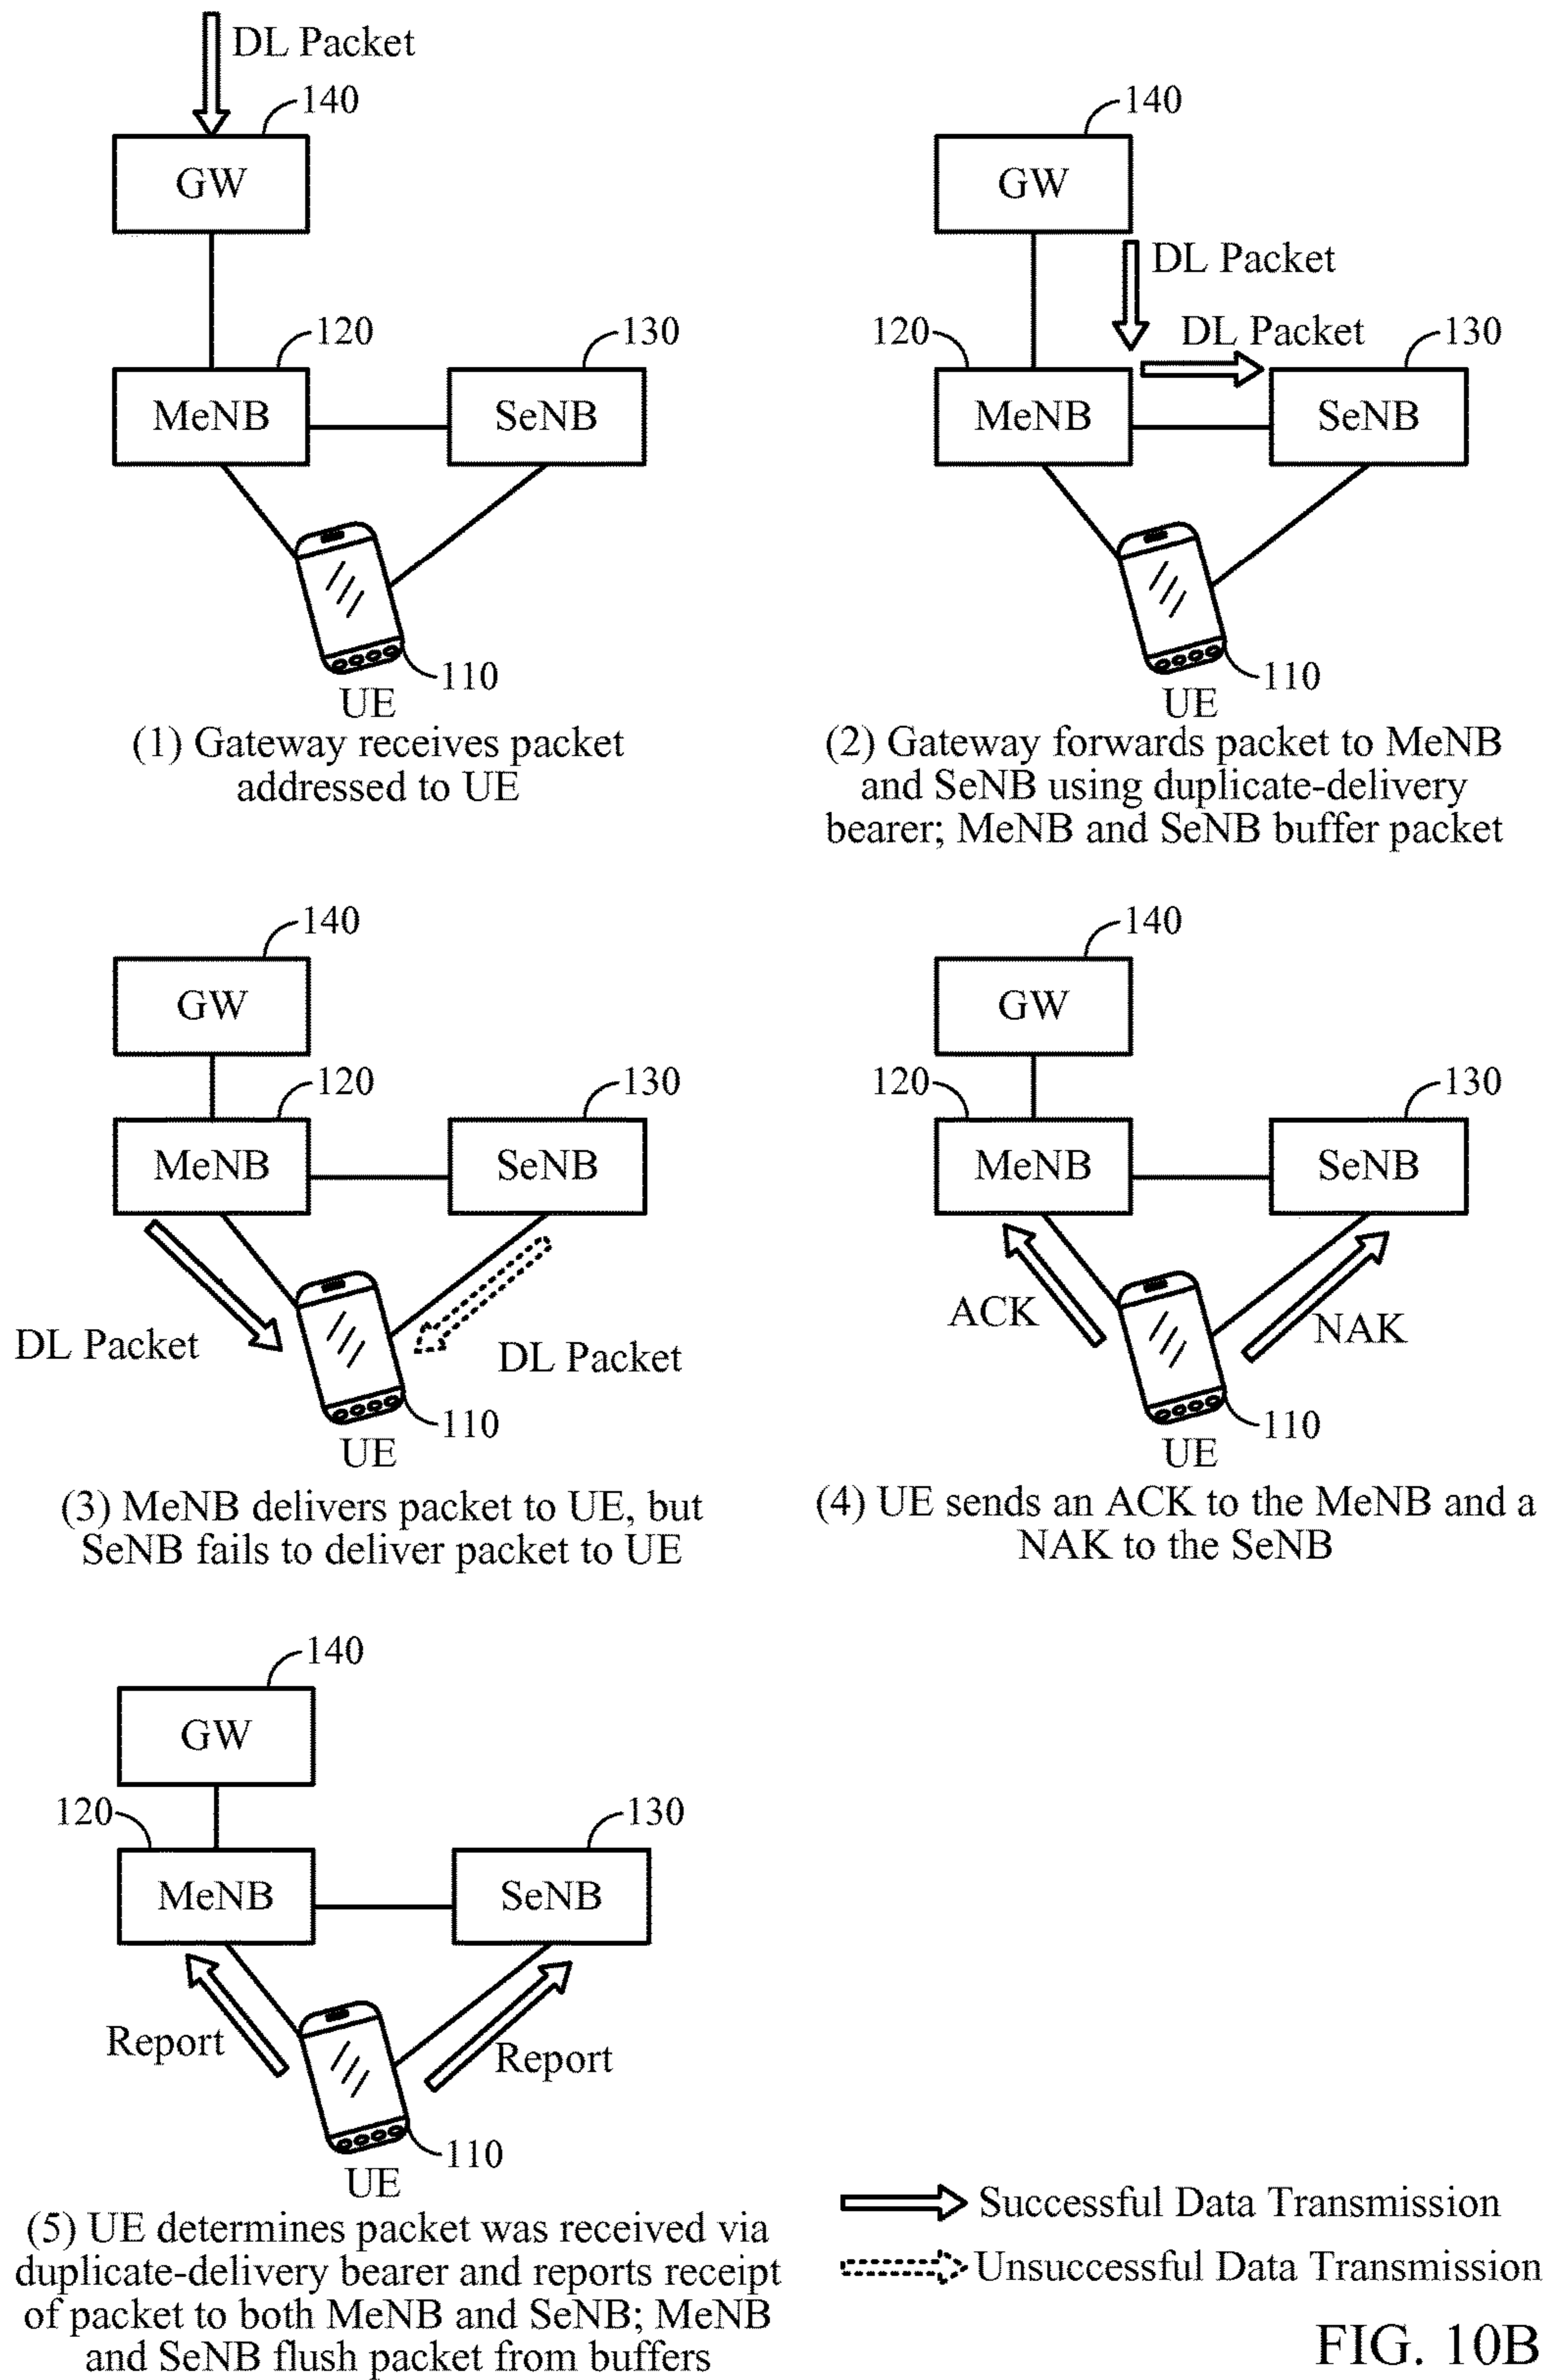 DL Packet
140
GW
120
130
MeNB
SeNB
110
UE
(1) Gateway receives packet
addressed to UE
140
GW
DL Packet
120
DL Packet
130
MeNB
SeNB
110
UE
(2) Gateway forwards packet to MeNB
and SeNB using duplicate-delivery
bearer; MeNB and SeNB buffer packet
140
GW
120
130
MeNB
SeNB
DL Packet
DL Packet
110
UE
(3) MeNB delivers packet to UE, but
SeNB fails to deliver packet to UE
140
GW
120
130
MeNB
SeNB
ACK
NAK
110
UE
(4) UE sends an ACK to the MeNB and a
NAK to the SeNB
140
GW
120
130
MeNB
SeNB
Report
Report
110
UE
(5) UE determines packet was received via
duplicate-delivery bearer and reports receipt
of packet to both MeNB and SeNB; MeNB
and SeNB flush packet from buffers
Successful Data Transmission
Unsuccessful Data Transmission
FIG. 10B